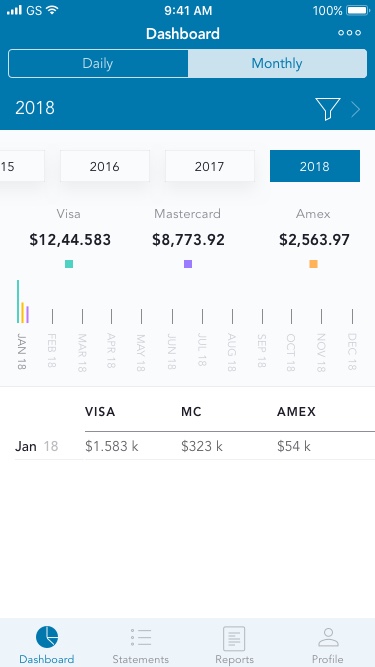 GS 9:41 AM 100%
Dashboard
Daily Monthly
2018
15 2016 2017 2018
Visa Mastercard Amex
$12,44.583 $8,773.92 $2,563.97
JAN 18 FEB 18 MAR 18 APR 18 MAY 18 JUN 18 JUL 18 AUG 18 SEP 18 OCT 18 NOV 18 DEC 18
VISA MC AMEX
Jan 18 $1.583 k $323 k $54 k
Dashboard Statements Reports Profile